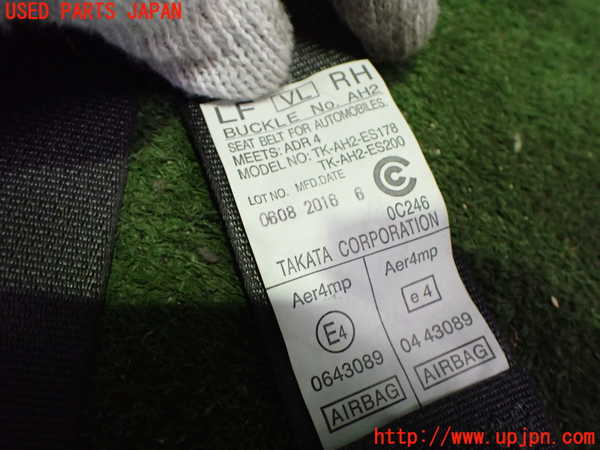 USED PARTS JAPAN
LF VL RH
BUCKLE No. AH2
SEAT BELT FOR AUTOMOBILES.
MEETS: ADR 4
MODEL NO: TK-AH2-ES178
TK-AH2-ES200
LOT NO. MFD.DATE
0608 2016 6
0C246
TAKATA CORPORATION
Aer4mp
E4
0643089
AIRBAG
Aer4mp
e4
04 43089
AIRBAG
http://www.upjpn.com/